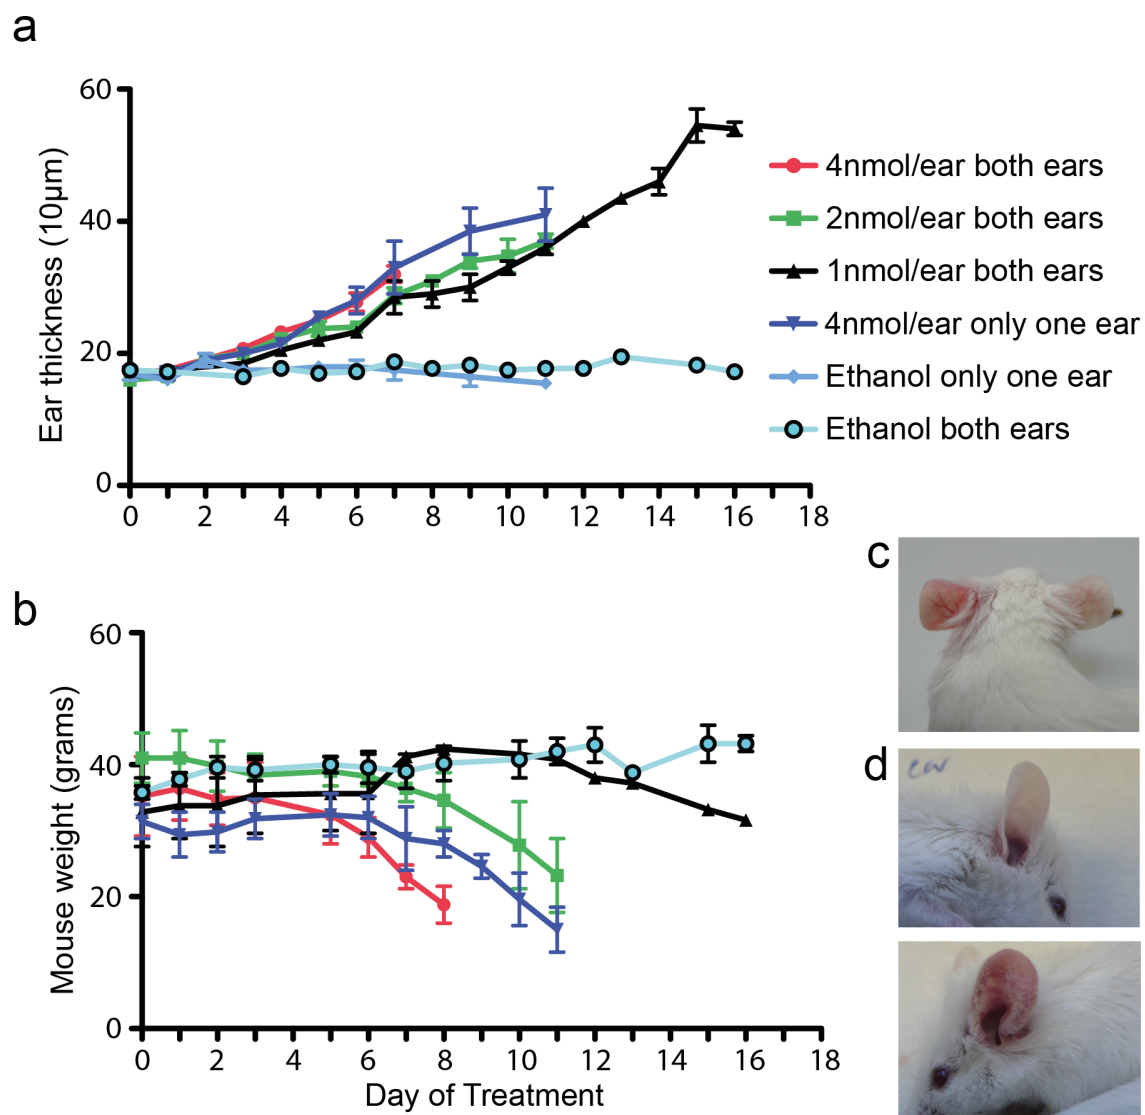 a
Ear thickness (10µm)
60
40
20
0
0 2 4 6 8 10 12 14 16 18
4nmol/ear both ears
2nmol/ear both ears
1nmol/ear both ears
4nmol/ear only one ear
Ethanol only one ear
Ethanol both ears
b
Mouse weight (grams)
60
40
20
0
0 2 4 6 8 10 12 14 16 18
Day of Treatment
c
d